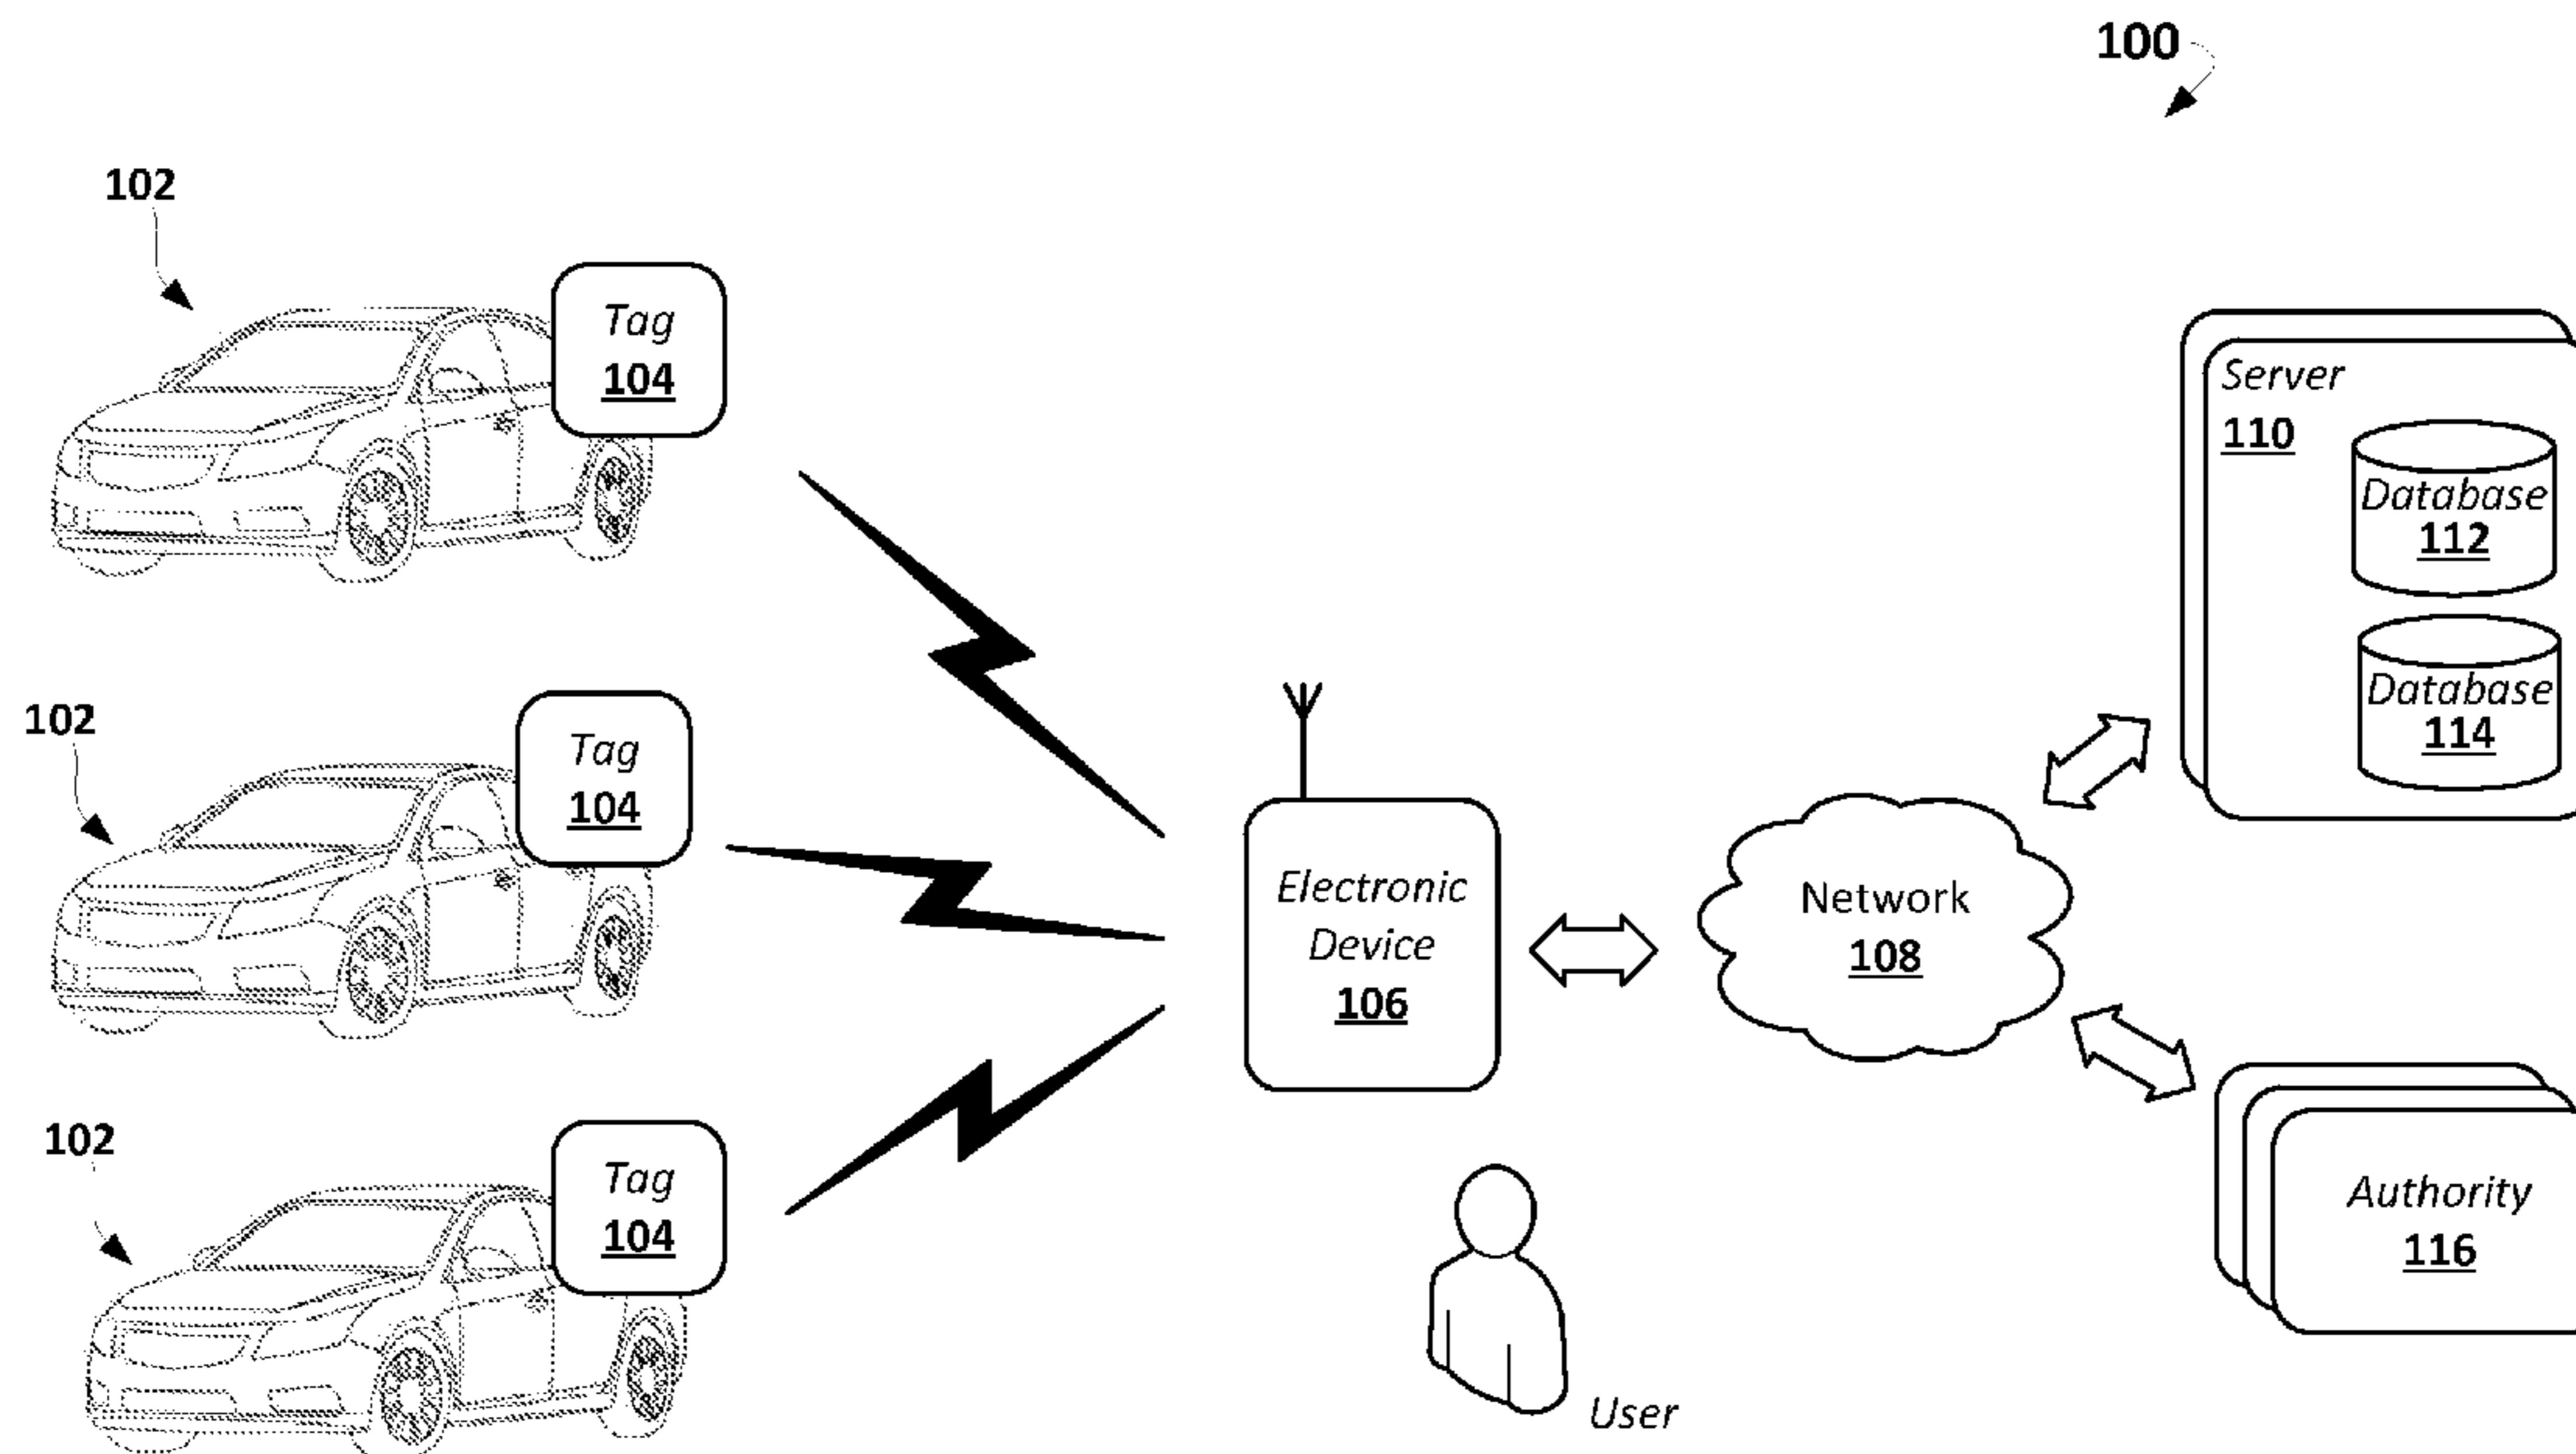 100
102
Tag
104
Server
110
Database
112
Database
114
102
Tag
104
Electronic
Device
106
Network
108
102
Tag
104
Authority
116
User